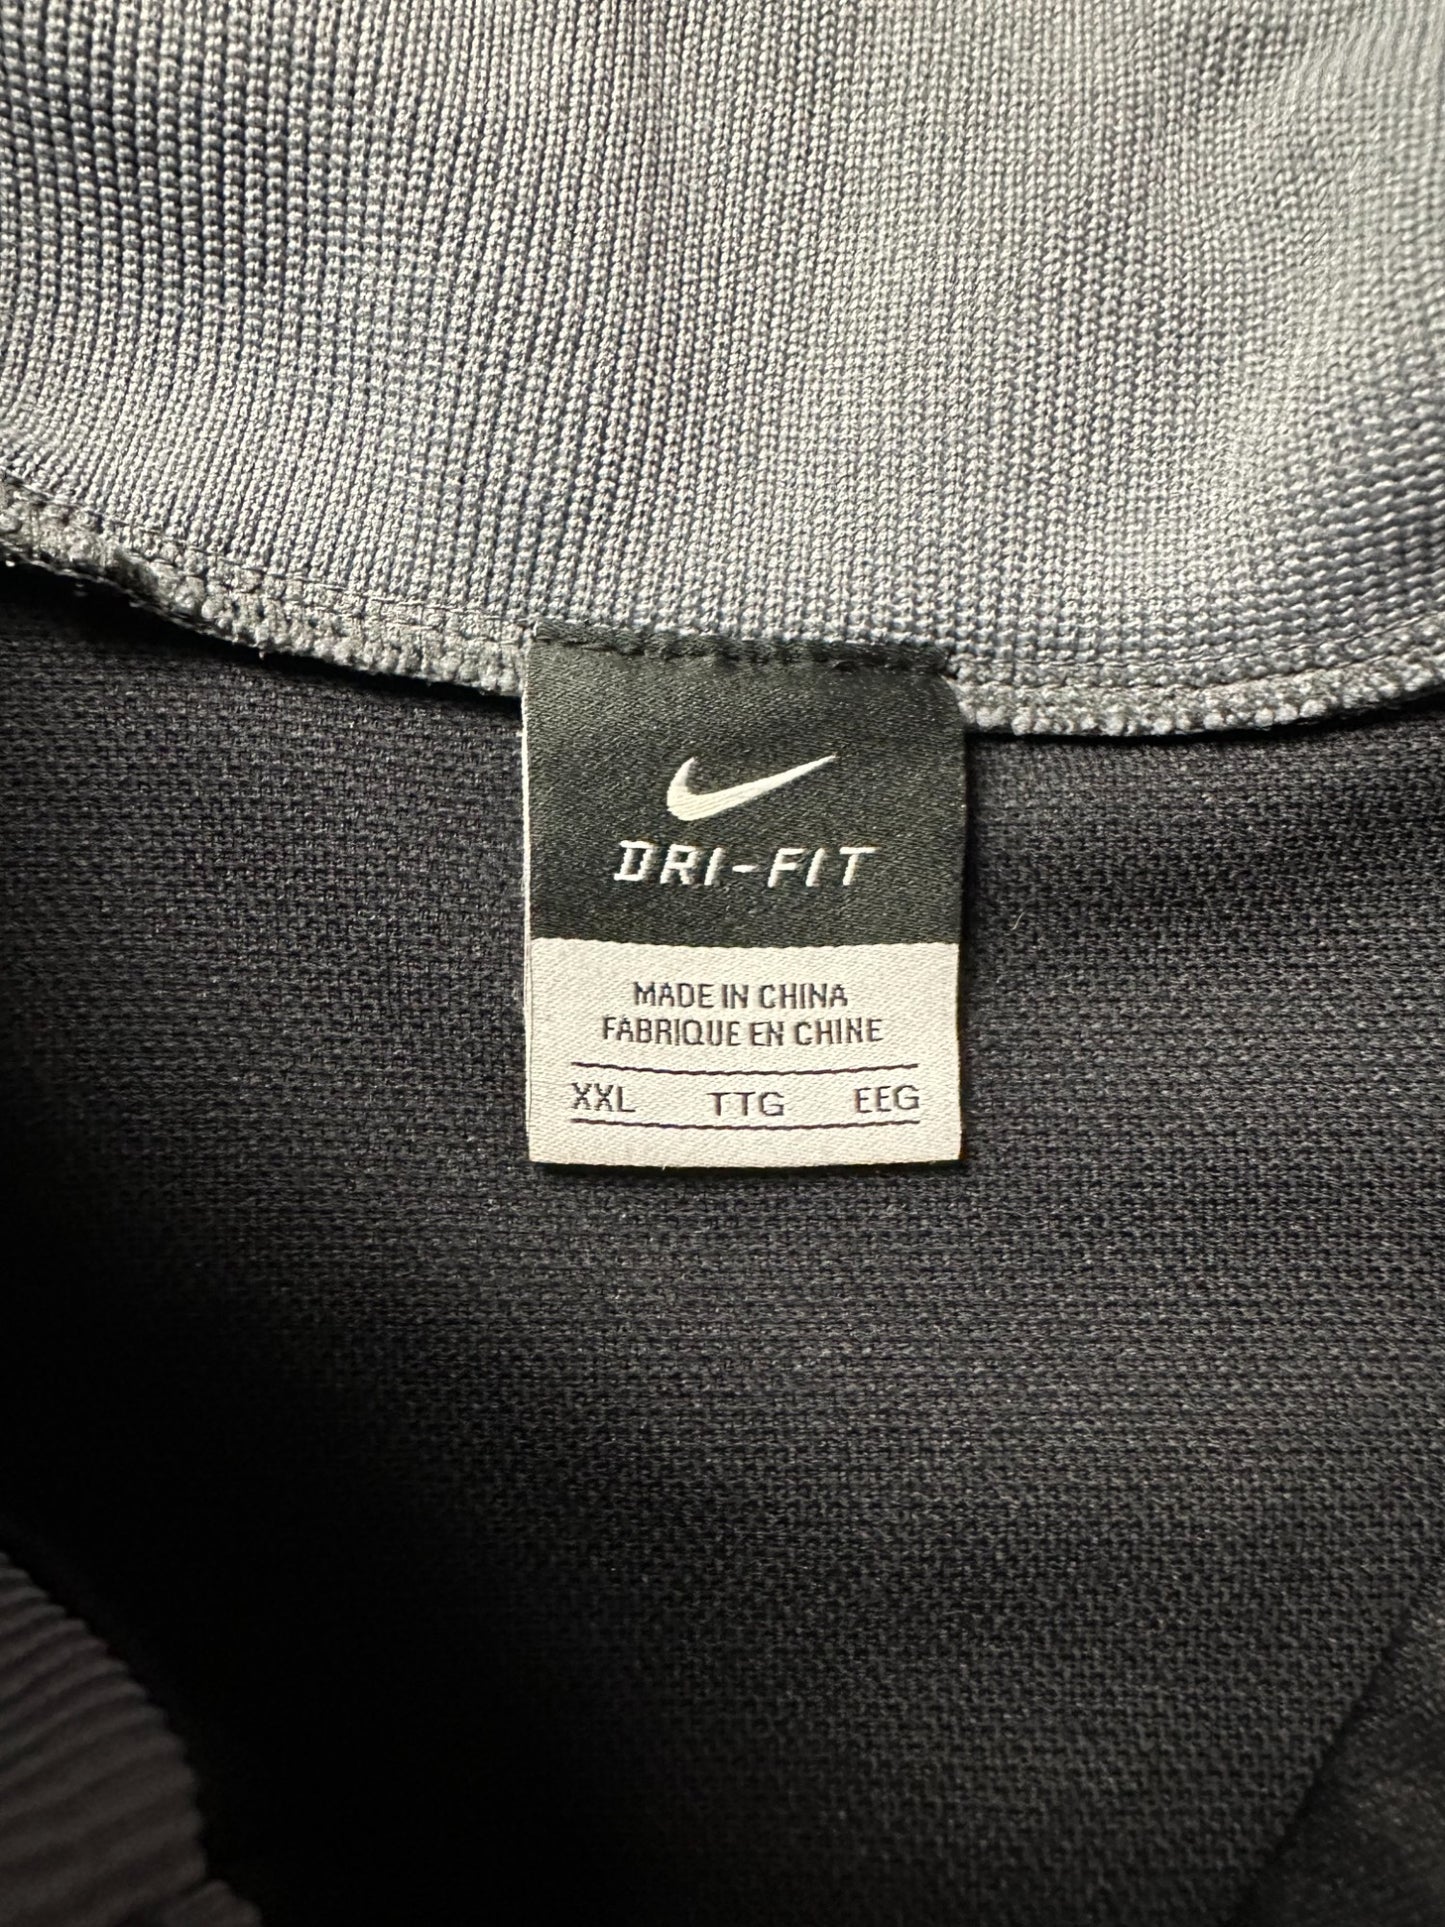 DRI-FIT
MADE IN CHINA
FABRIQUE EN CHINE
XXL TTG EEG